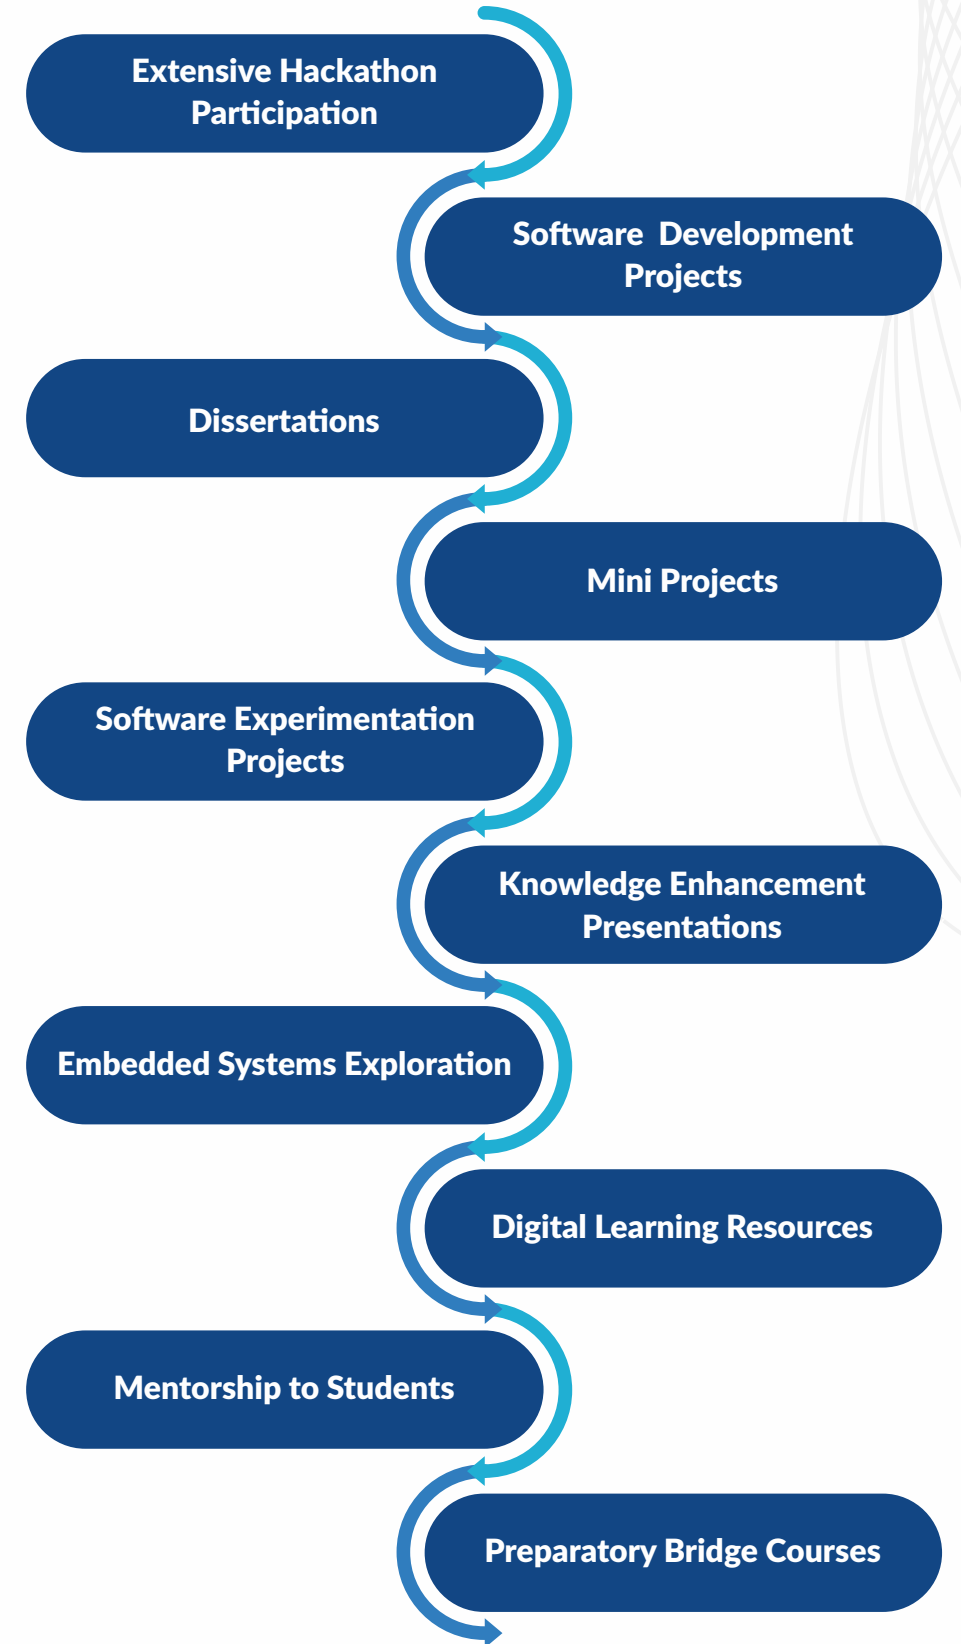 Extensive Hackathon
Participation
Software Development
Projects
Dissertations
Mini Projects
Software Experimentation
Projects
Knowledge Enhancement
Presentations
Embedded Systems Exploration
Digital Learning Resources
Mentorship to Students
Preparatory Bridge Courses